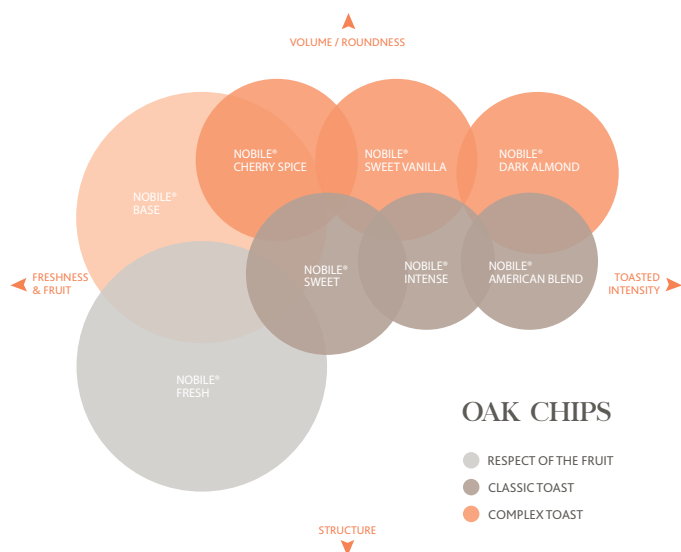 VOLUME / ROUNDNESS
NOBILE®
CHERRY SPICE
NOBILE®
SWEET VANILLA
NOBILE®
DARK ALMOND
NOBILE®
BASE
NOBILE®
SWEET
NOBILE®
INTENSE
NOBILE®
AMERICAN BLEND
FRESHNESS
& FRUIT
TOASTED
INTENSITY
NOBILE®
FRESH
OAK CHIPS
RESPECT OF THE FRUIT
CLASSIC TOAST
COMPLEX TOAST
STRUCTURE